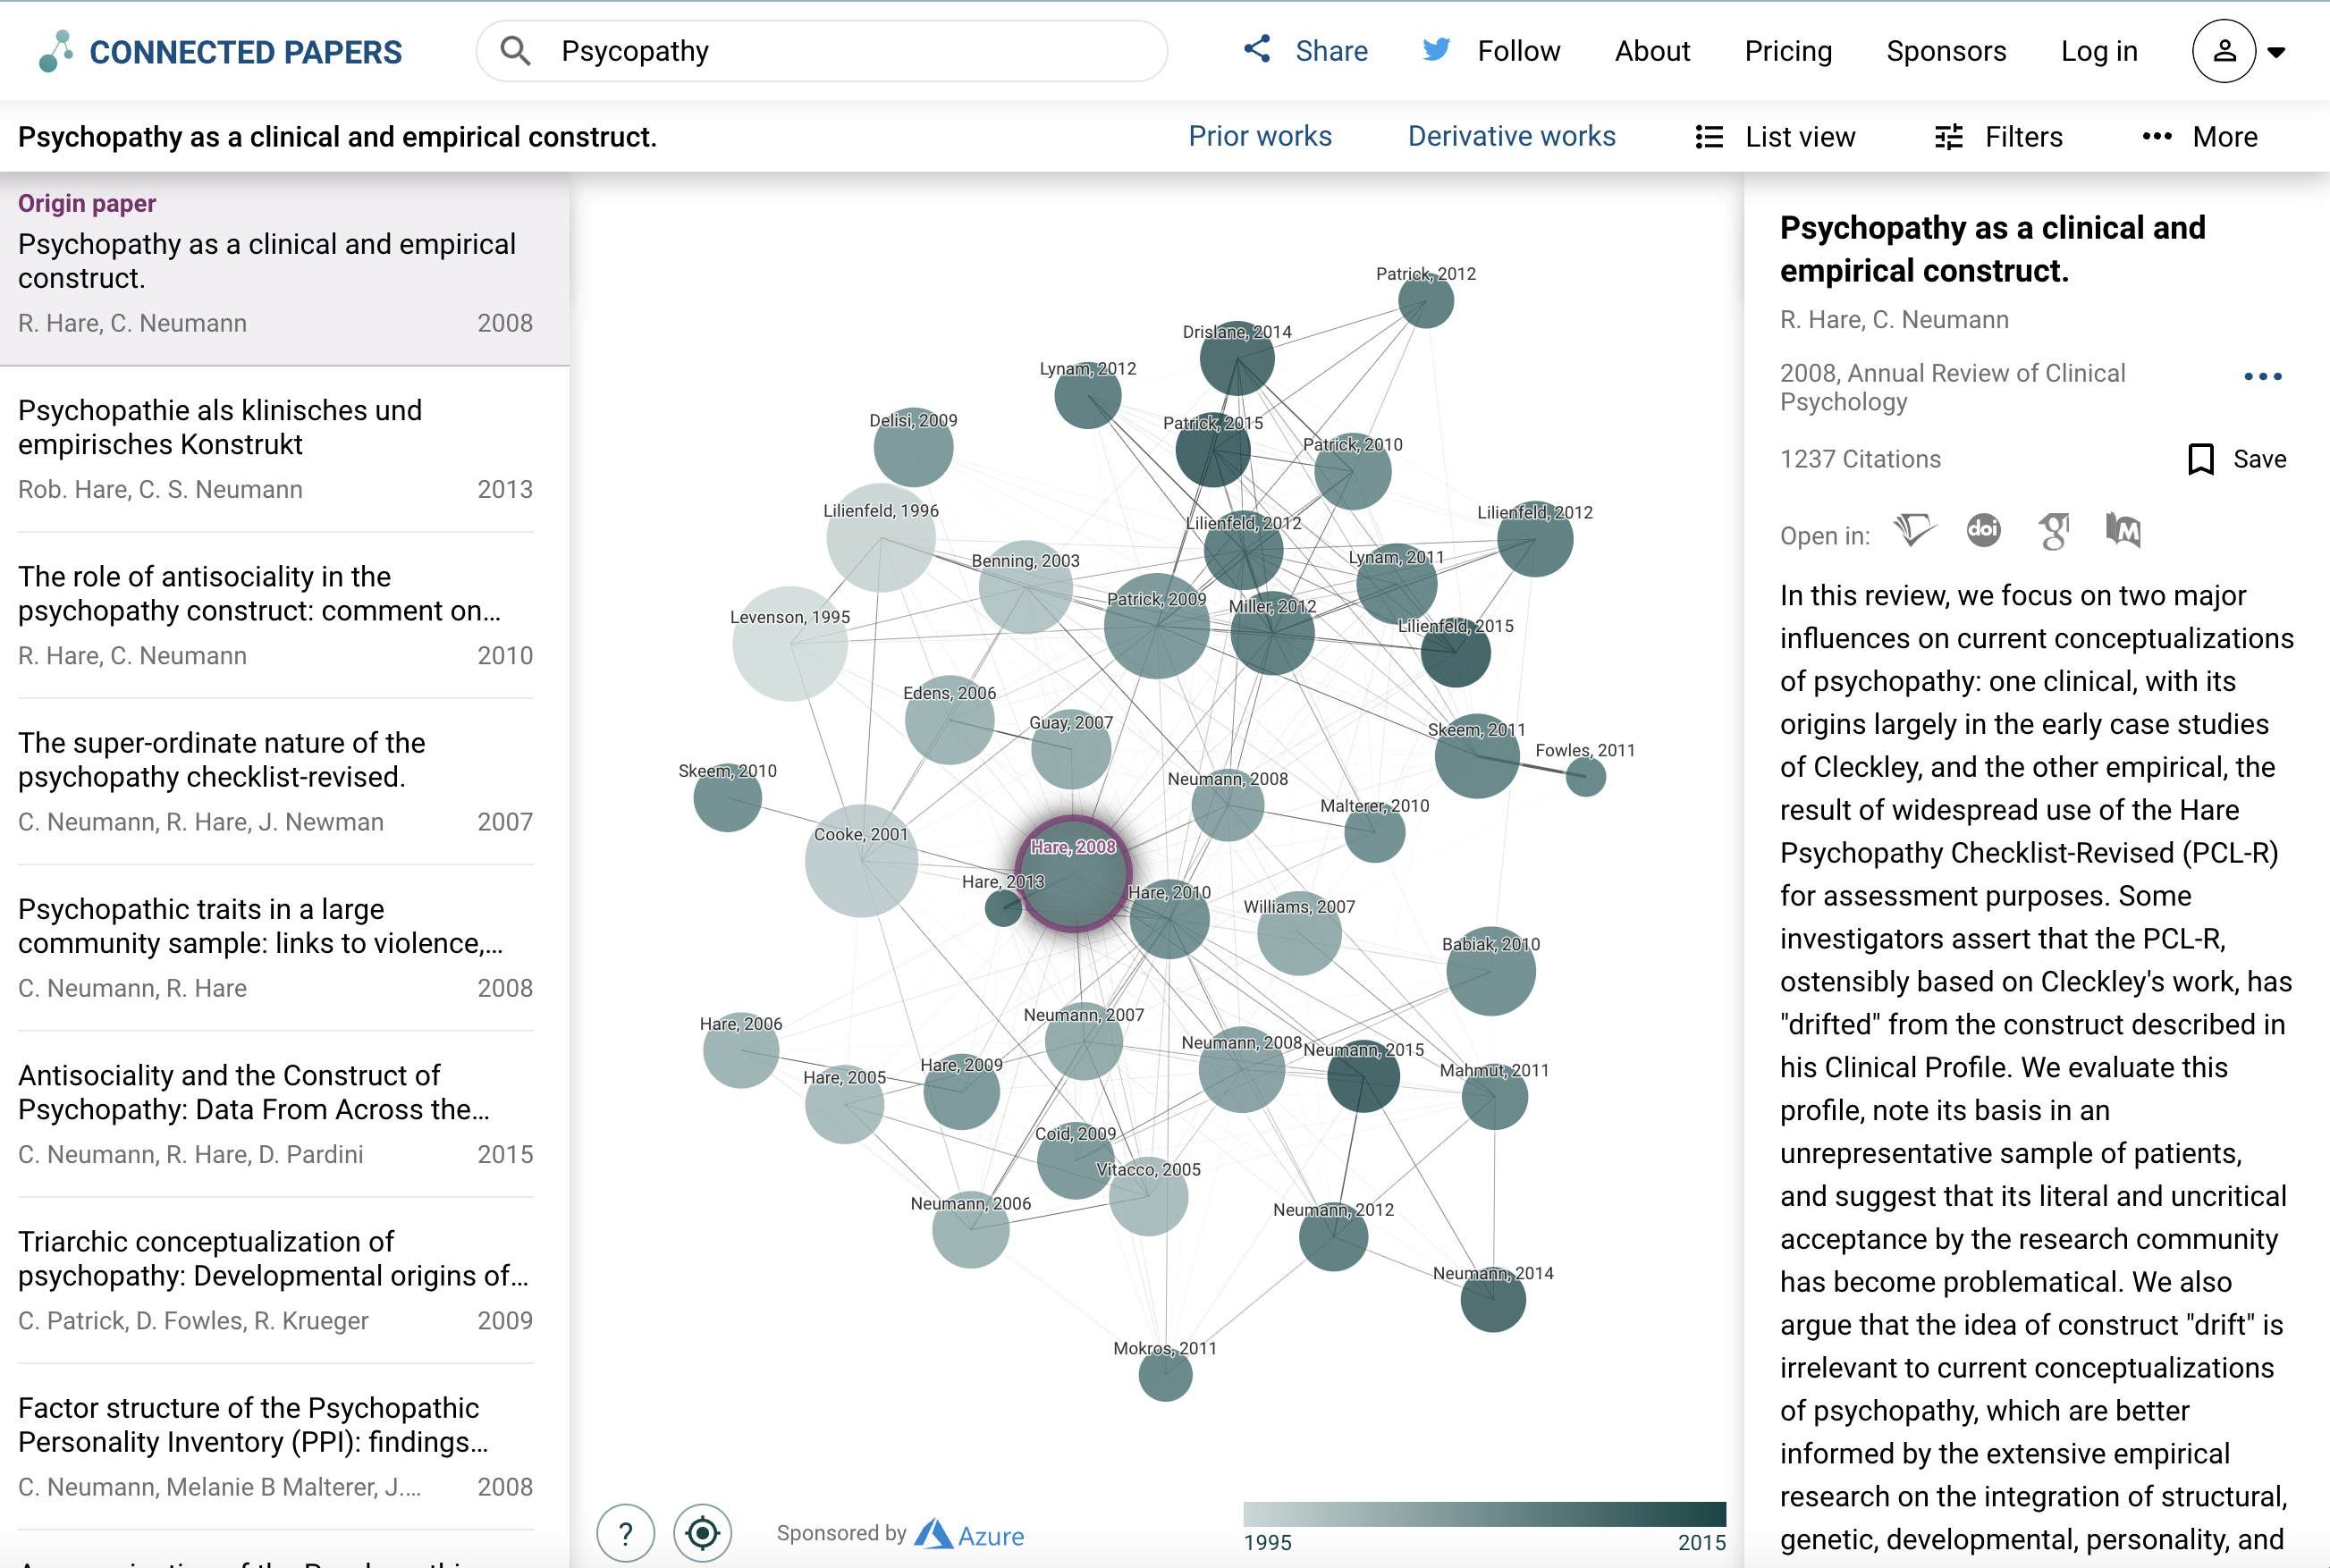 CONNECTED PAPERS
Psycopathy
Share
Follow
About
Pricing
Sponsors
Log in
Psychopathy as a clinical and empirical construct.
Prior works
Derivative works
List view
Filters
More
Origin paper
Psychopathy as a clinical and empirical
construct.
R. Hare, C. Neumann 2008
Psychopathie als klinisches und
empirisches Konstrukt
Rob. Hare, C. S. Neumann 2013
The role of antisociality in the
psychopathy construct: comment on...
R. Hare, C. Neumann 2010
The super-ordinate nature of the
psychopathy checklist-revised.
C. Neumann, R. Hare, J. Newman 2007
Psychopathic traits in a large
community sample: links to violence,...
C. Neumann, R. Hare 2008
Antisociality and the Construct of
Psychopathy: Data From Across the...
C. Neumann, R. Hare, D. Pardini 2015
Triarchic conceptualization of
psychopathy: Developmental origins of...
C. Patrick, D. Fowles, R. Krueger 2009
Factor structure of the Psychopathic
Personality Inventory (PPI): findings...
C. Neumann, Melanie B Malterer, J.... 2008
Patrick, 2012
Drislane, 2014
Lynam, 2012
Delisi, 2009
Patrick, 2015
Patrick, 2010
Lilienfeld, 1996
Lilienfeld, 2012
Lilienfeld, 2012
Benning, 2003
Lynam, 2011
Levenson, 1995
Patrick, 2009
Miller, 2012
Lilienfeld, 2015
Edens, 2006
Guay, 2007
Skeem, 2011
Fowles, 2011
Skeem, 2010
Neumann, 2008
Malterer, 2010
Cooke, 2001
Hare, 2008
Hare, 2013
Hare, 2010
Williams, 2007
Babiak, 2010
Hare, 2006
Neumann, 2007
Neumann, 2008
Neumann, 2015
Hare, 2005
Hare, 2009
Mahmut, 2011
Coid, 2009
Vitacco, 2005
Neumann, 2006
Neumann, 2012
Neumann, 2014
Mokros, 2011
?
Sponsored by Azure
1995 2015
Psychopathy as a clinical and
empirical construct.
R. Hare, C. Neumann
2008, Annual Review of Clinical
Psychology
1237 Citations
Save
Open in:
doi
g
M
In this review, we focus on two major
influences on current conceptualizations
of psychopathy: one clinical, with its
origins largely in the early case studies
of Cleckley, and the other empirical, the
result of widespread use of the Hare
Psychopathy Checklist-Revised (PCL-R)
for assessment purposes. Some
investigators assert that the PCL-R,
ostensibly based on Cleckley's work, has
"drifted" from the construct described in
his Clinical Profile. We evaluate this
profile, note its basis in an
unrepresentative sample of patients,
and suggest that its literal and uncritical
acceptance by the research community
has become problematical. We also
argue that the idea of construct "drift" is
irrelevant to current conceptualizations
of psychopathy, which are better
informed by the extensive empirical
research on the integration of structural,
genetic, developmental, personality, and